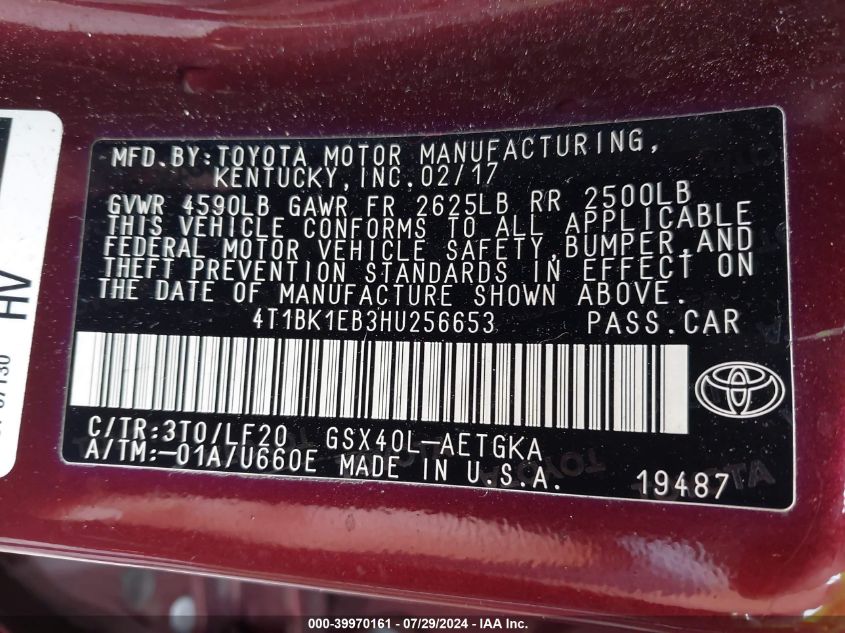 MFD.BY:TOYOTA MOTOR MANUFACTURING,
KENTUCKY,INC.02/17
GVWR 4590LB GAWR FR 2625LB RR 2500LB
THIS VEHICLE CONFORMS TO ALL APPLICABLE
FEDERAL MOTOR VEHICLE SAFETY,BUMPER,AND
THEFT PREVENTION STANDARDS IN EFFECT ON
THE DATE OF MANUFACTURE SHOWN ABOVE.
4T1BK1EB3HU256653 PASS.CAR
C/TR:3T0/LF20 GSX40L-AETGKA
A/TM:-01A/U660E MADE IN U.S.A. 19487
HV
000-39970161 - 07/29/2024 - IAAI.com